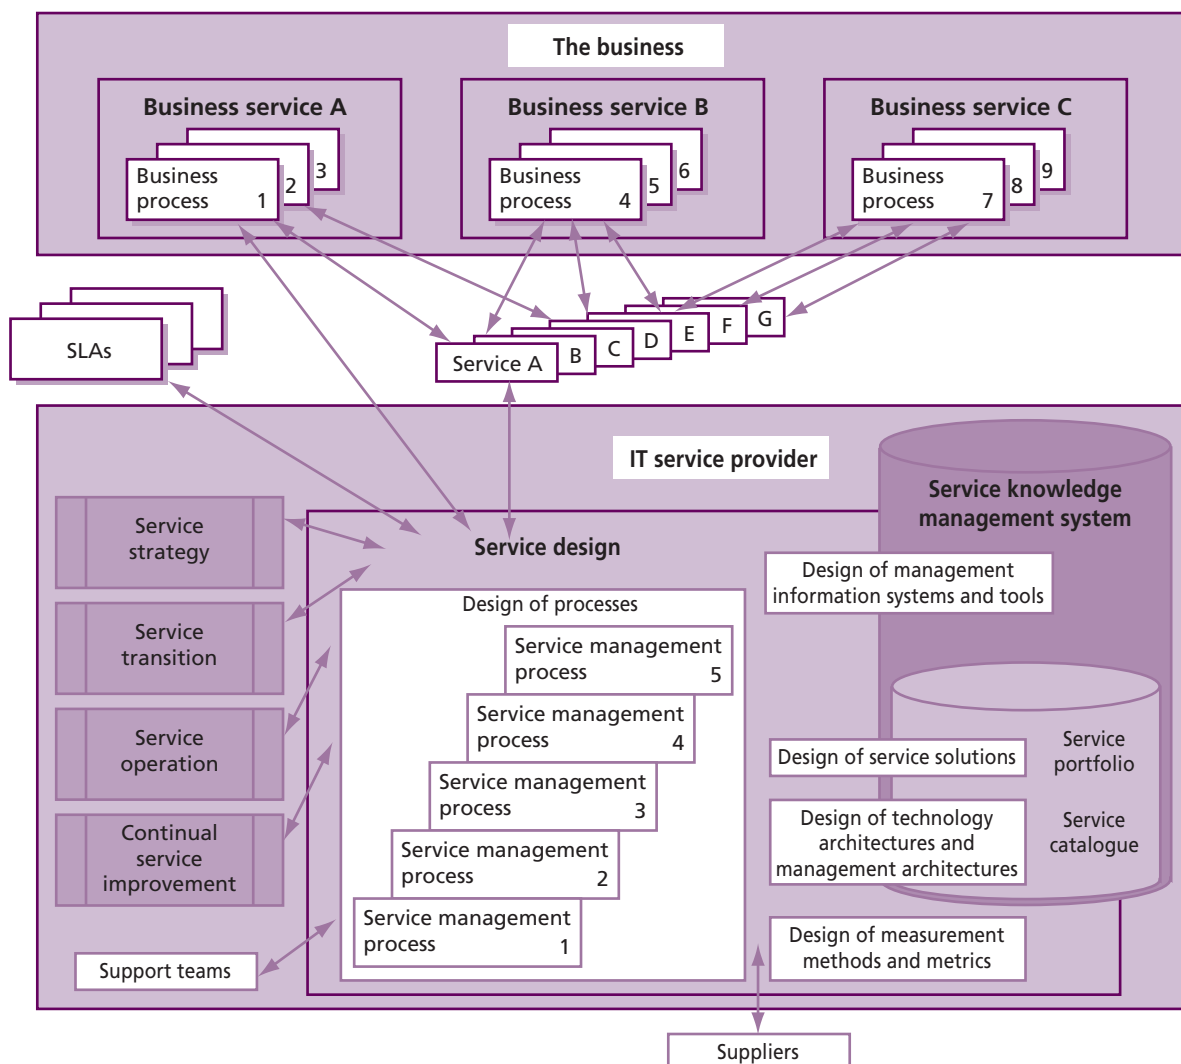 The business
Business service A
Business
process
1
2
3
Business service B
Business
process
4
5
6
Business service C
Business
process
7
8
9
SLAs
Service A
B
C
D
E
F
G
IT service provider
Service knowledge
management system
Service
strategy
Service
transition
Service
operation
Continual
service
improvement
Support teams
Service design
Design of processes
Service management
process
5
Service management
process
4
Service management
process
3
Service management
process
2
Service management
process
1
Design of management
information systems and tools
Design of service solutions
Service
portfolio
Design of technology
architectures and
management architectures
Service
catalogue
Design of measurement
methods and metrics
Suppliers